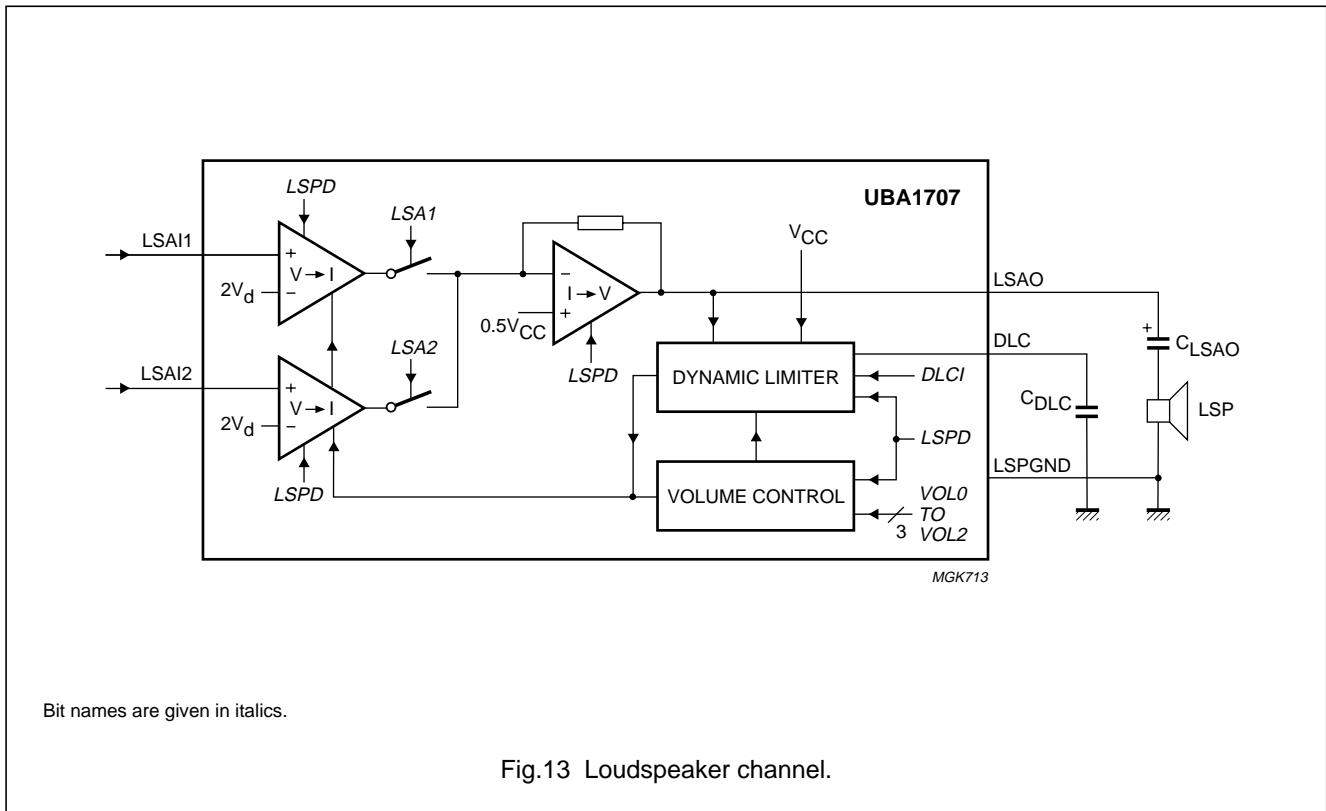 UBA1707
LSPD
LSA1
VCC
LSAI1
+
V → I
2Vd
−
−
I → V
+
0.5VCC
LSPD
LSAO
+
CLSAO
DLC
LSAI2
LSA2
+
V → I
2Vd
−
LSPD
DYNAMIC LIMITER
DLCI
CDLC
LSP
LSPD
LSPGND
VOLUME CONTROL
VOL0
TO
VOL2
3
MGK713
Bit names are given in italics.
Fig.13 Loudspeaker channel.